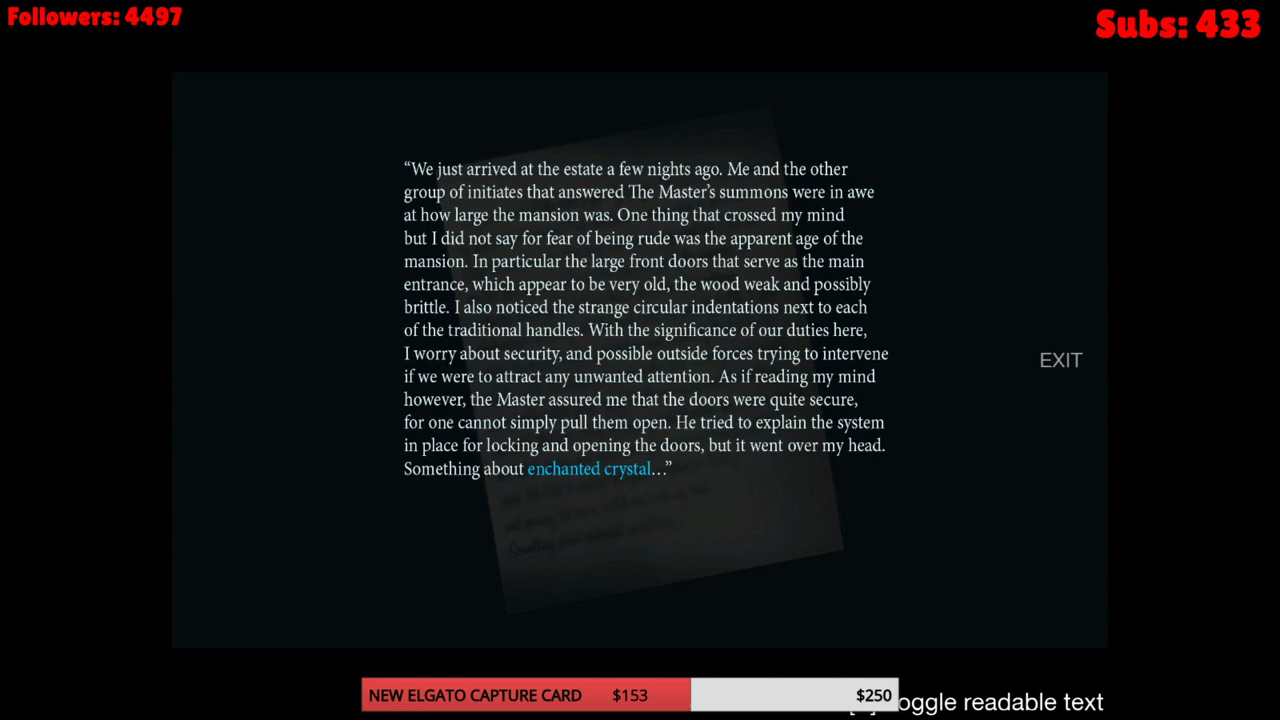 Followers: 4497
Subs: 433
“We just arrived at the estate a few nights ago. Me and the other
group of initiates that answered The Master’s summons were in awe
at how large the mansion was. One thing that crossed my mind
but I did not say for fear of being rude was the apparent age of the
mansion. In particular the large front doors that serve as the main
entrance, which appear to be very old, the wood weak and possibly
brittle. I also noticed the strange circular indentations next to each
of the traditional handles. With the significance of our duties here,
I worry about security, and possible outside forces trying to intervene
if we were to attract any unwanted attention. As if reading my mind
however, the Master assured me that the doors were quite secure,
for one cannot simply pull them open. He tried to explain the system
in place for locking and opening the doors, but it went over my head.
Something about enchanted crystal…”
EXIT
NEW ELGATO CAPTURE CARD $153 $250
oggle readable text